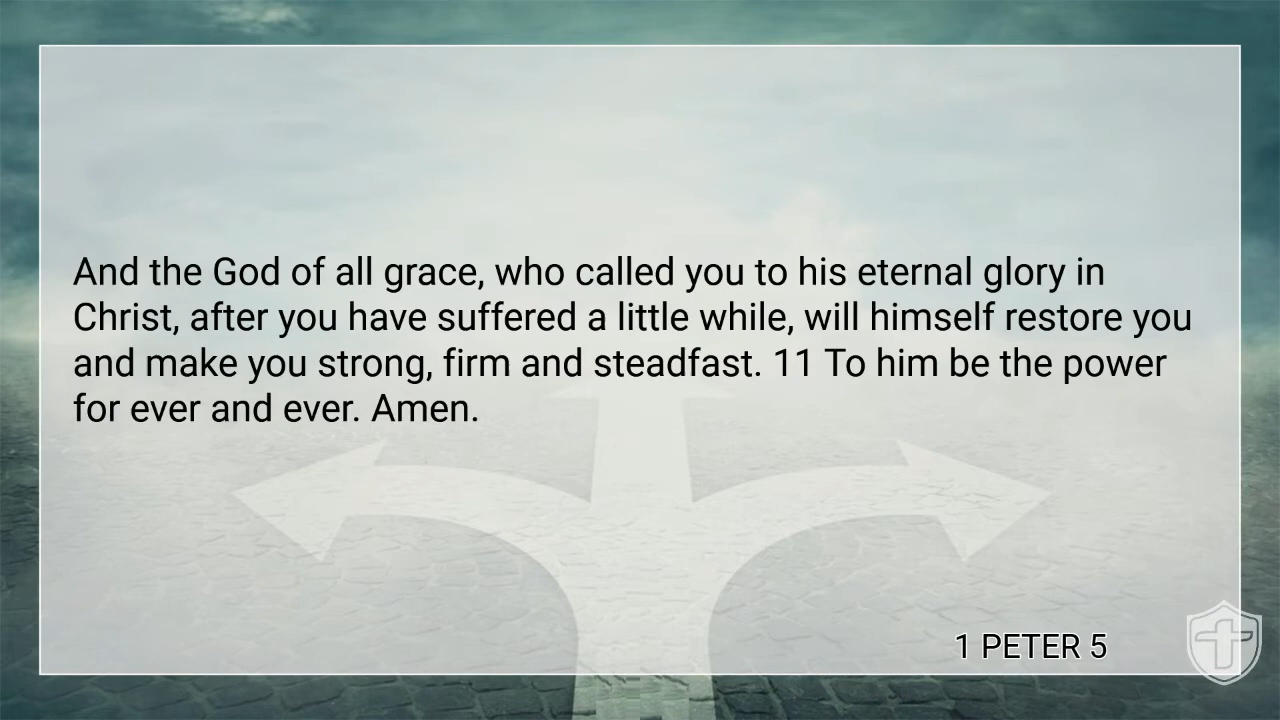 And the God of all grace, who called you to his eternal glory in
Christ, after you have suffered a little while, will himself restore you
and make you strong, firm and steadfast. 11 To him be the power
for ever and ever. Amen.
1 PETER 5